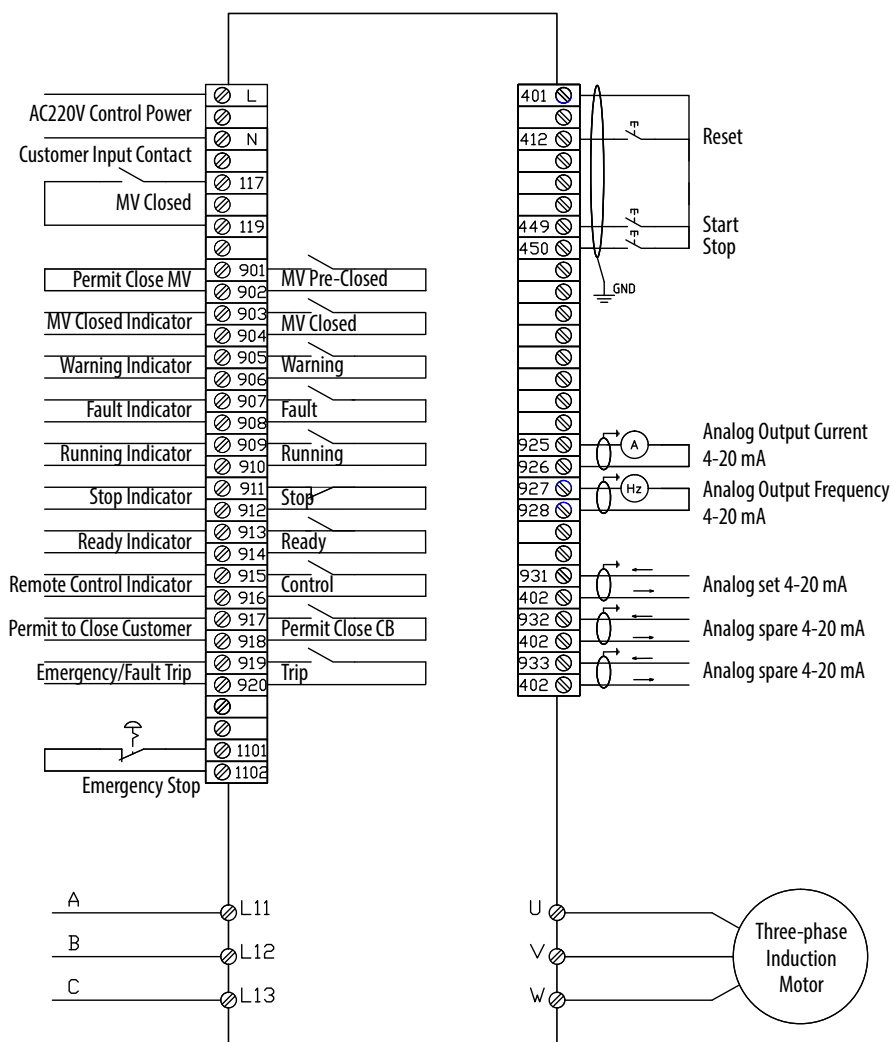 L
AC220V Control Power
N
Customer Input Contact
117
MV Closed
119
Permit Close MV
901
MV Pre-Closed
902
903
MV Closed Indicator
MV Closed
904
905
Warning Indicator
Warning
906
907
Fault Indicator
Fault
908
909
Running Indicator
Running
910
911
Stop Indicator
Stop
912
913
Ready Indicator
Ready
914
915
Remote Control Indicator
Control
916
917
Permit to Close Customer
Permit Close CB
918
919
Emergency/Fault Trip
Trip
920
1101
1102
Emergency Stop
401
412
Reset
449
Start
450
Stop
GND
925
A
Analog Output Current
4-20 mA
926
927
Hz
Analog Output Frequency
4-20 mA
928
931
Analog set 4-20 mA
402
932
Analog spare 4-20 mA
402
933
Analog spare 4-20 mA
402
A
L11
B
L12
C
L13
U
V
W
Three-phase
Induction
Motor